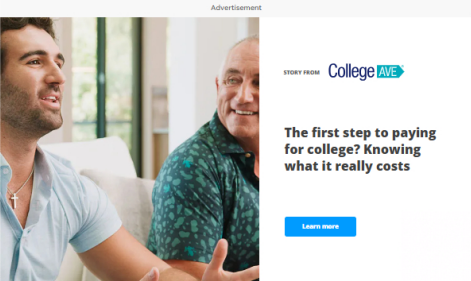 Advertisement
STORY FROM College AVE
The first step to paying
for college? Knowing
what it really costs
Learn more